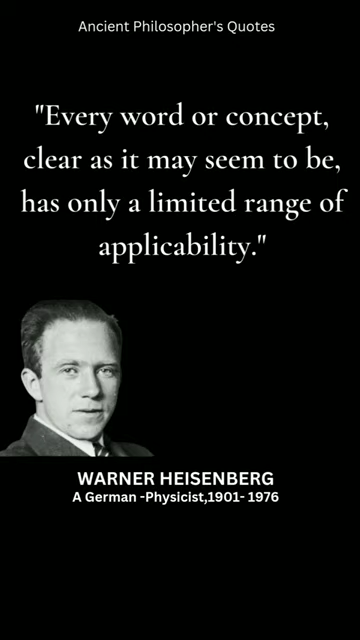 Ancient Philosopher's Quotes
"Every word or concept,
clear as it may seem to be,
has only a limited range of
applicability."
WARNER HEISENBERG
A German -Physicist,1901- 1976